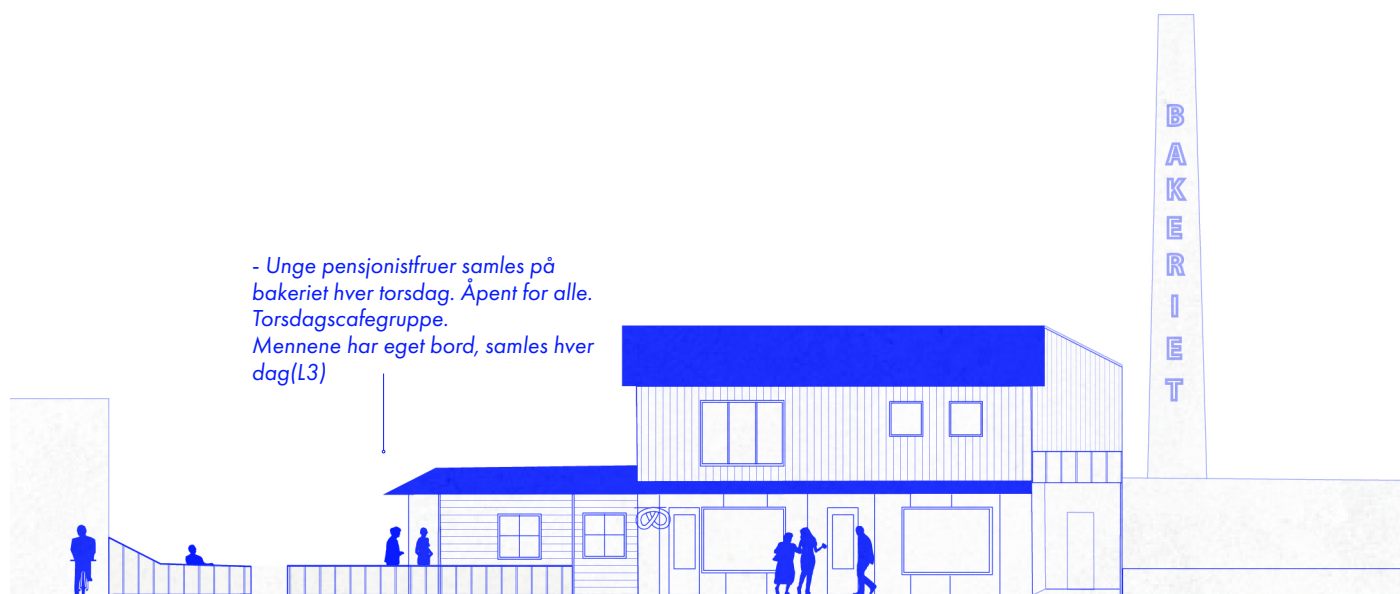 - Unge pensjonistfruer samles på
bakeriet hver torsdag. Åpent for alle.
Torsdagscafegruppe.
Mennene har eget bord, samles hver
dag(L3)
BAKERIET